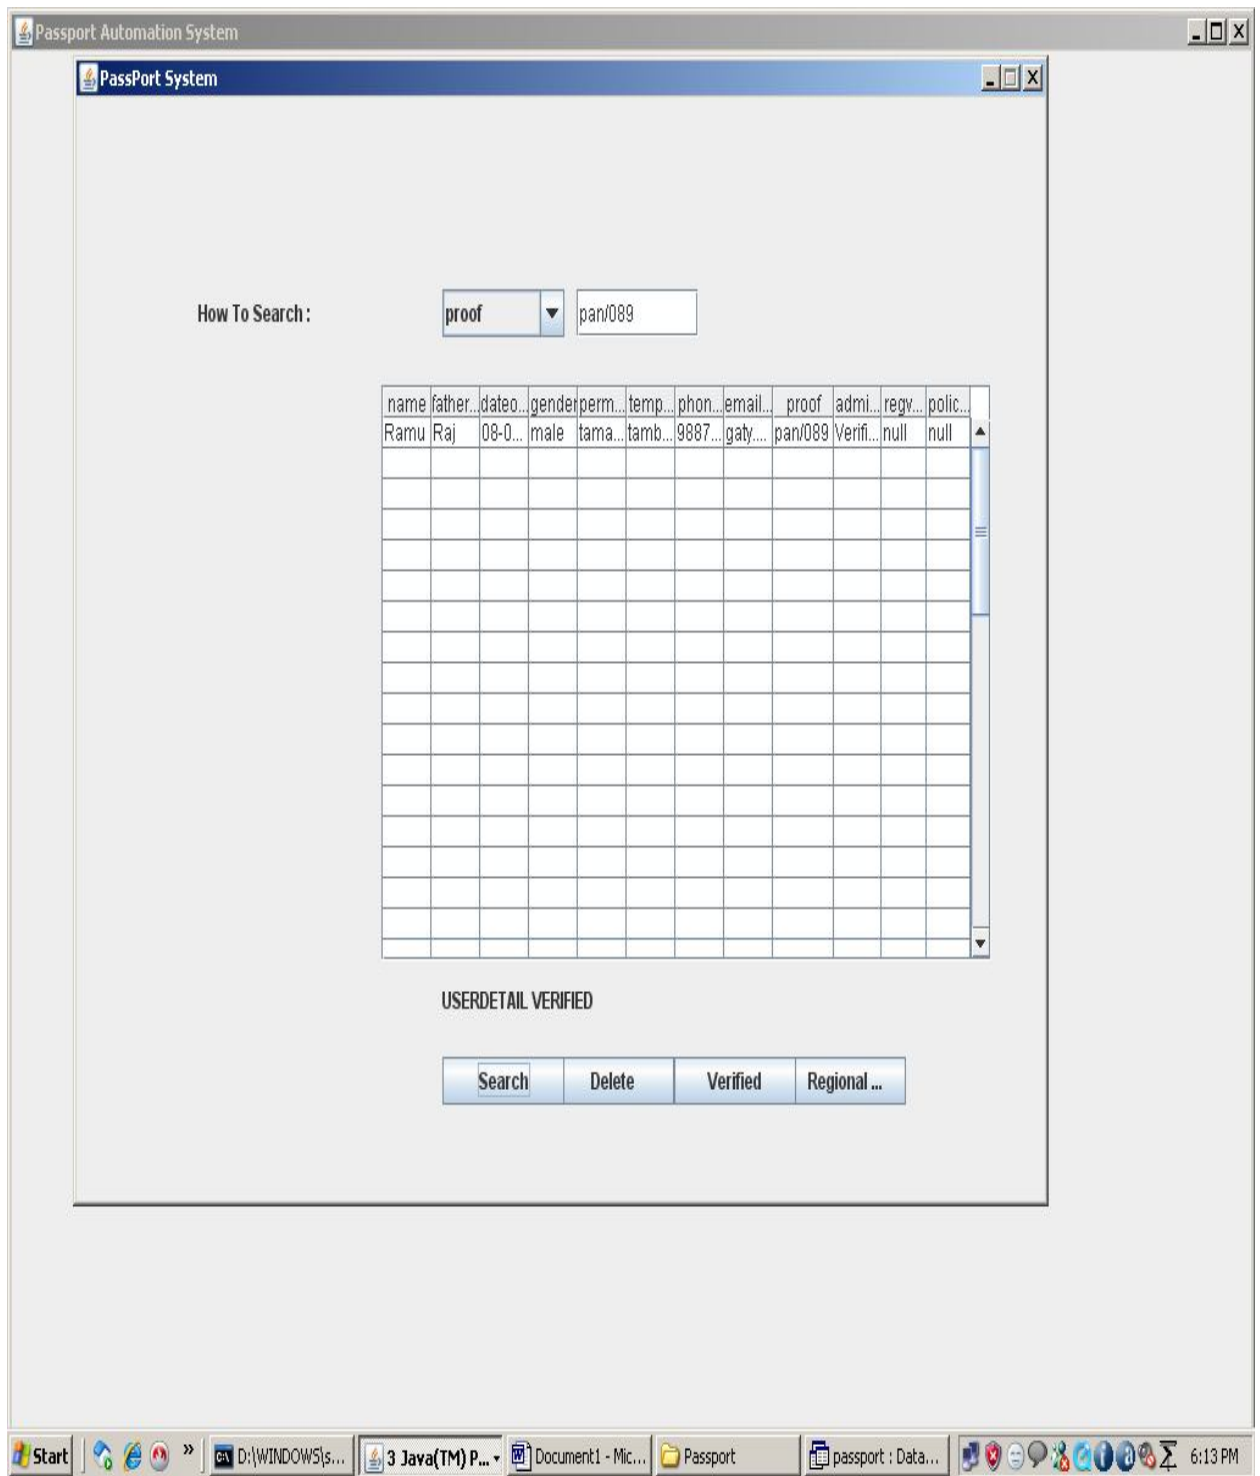 Passport Automation System
PassPort System
How To Search : proof pan/089
name father... dateo... gender perm... temp... phon... email... proof admi... regv... polic...
Ramu Raj 08-0... male tama... tamb... 9887... gaty.... pan/089 Verifi... null null
USERDETAIL VERIFIED
Search Delete Verified Regional ...
Start » D:\WINDOWS\s... 3 Java(TM) P... Document1 - Mic... Passport passport : Data... 6:13 PM